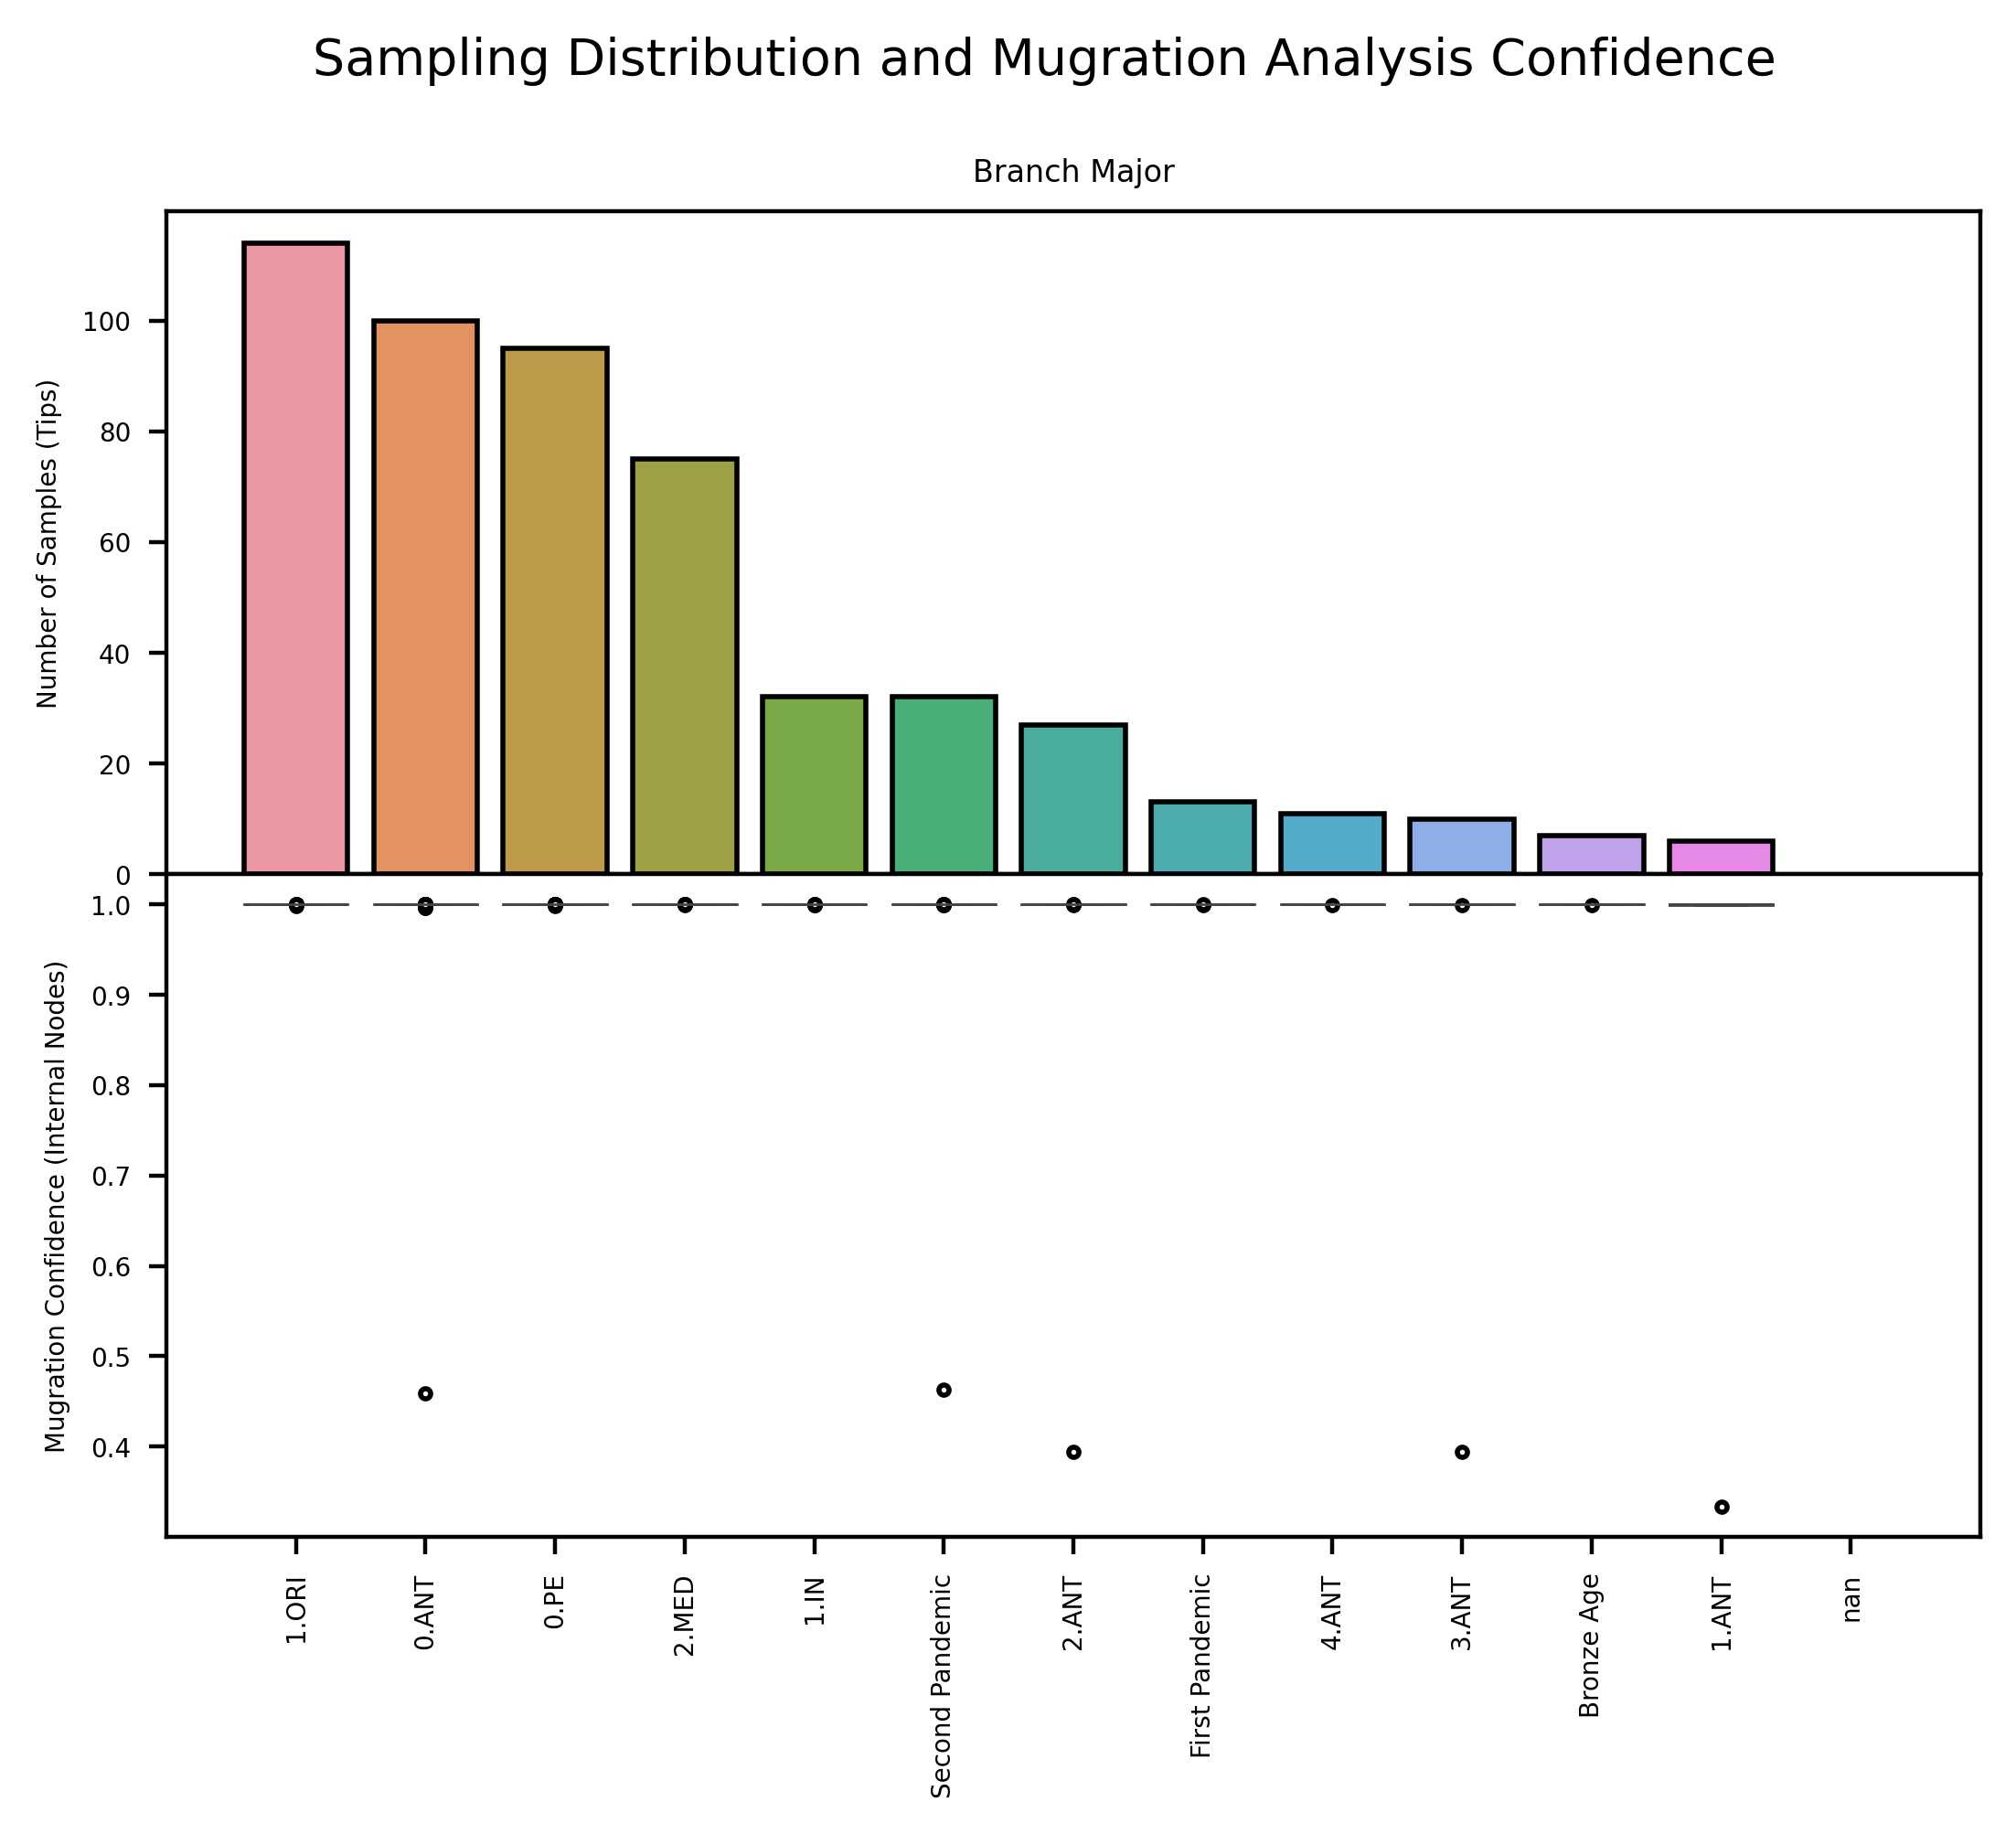 Sampling Distribution and Mugration Analysis Confidence
Branch Major
Number of Samples (Tips)
100
80
60
40
20
0
Mugration Confidence (Internal Nodes)
1.0
0.9
0.8
0.7
0.6
0.5
0.4
1.ORI
0.ANT
0.PE
2.MED
1.IN
Second Pandemic
2.ANT
First Pandemic
4.ANT
3.ANT
Bronze Age
1.ANT
nan